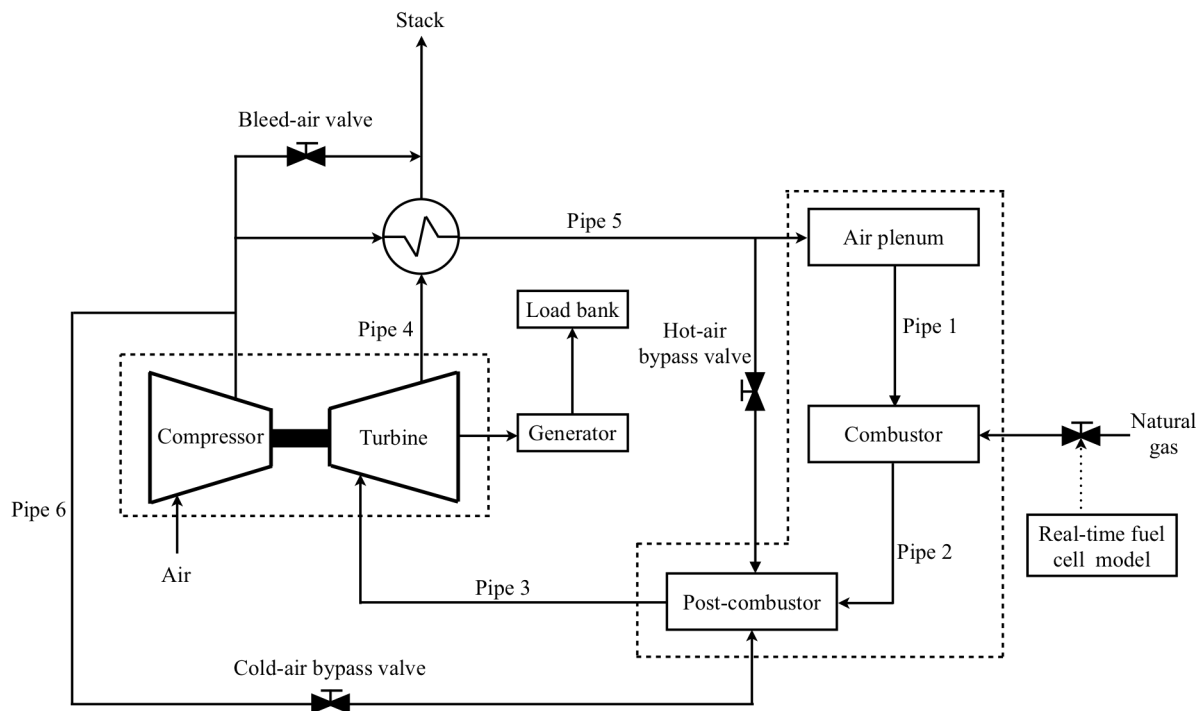 Stack
Bleed-air valve
Pipe 5
Air plenum
Load bank
Pipe 4
Hot-air
bypass valve
Pipe 1
Compressor
Turbine
Generator
Combustor
Natural
gas
Pipe 6
Real-time fuel
cell model
Air
Pipe 2
Pipe 3
Post-combustor
Cold-air bypass valve